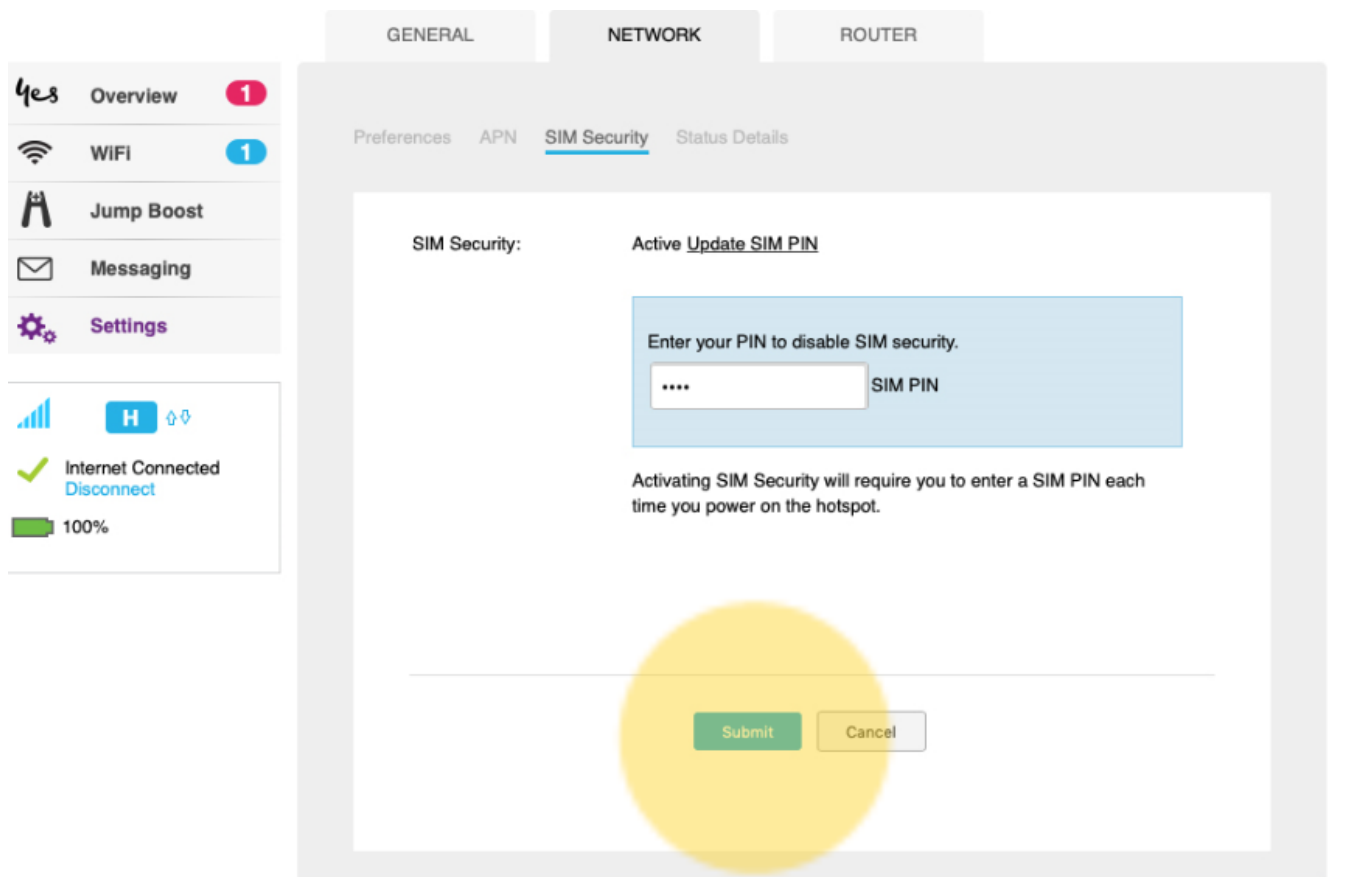 GENERAL NETWORK ROUTER
yes Overview 1
WiFi 1
Jump Boost
Messaging
Settings
H
Internet Connected
Disconnect
100%
Preferences APN SIM Security Status Details
SIM Security: Active Update SIM PIN
Enter your PIN to disable SIM security.
•••• SIM PIN
Activating SIM Security will require you to enter a SIM PIN each
time you power on the hotspot.
Submit Cancel